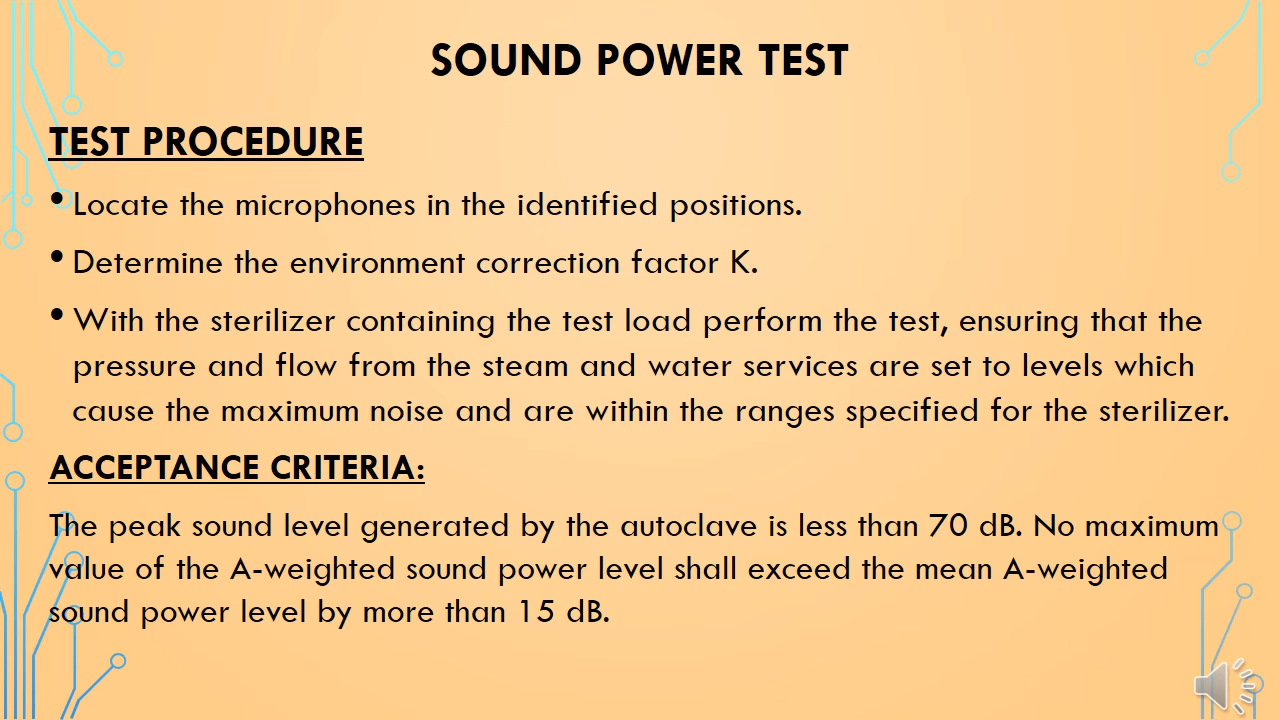 SOUND POWER TEST
TEST PROCEDURE
• Locate the microphones in the identified positions.
• Determine the environment correction factor K.
• With the sterilizer containing the test load perform the test, ensuring that the
pressure and flow from the steam and water services are set to levels which
cause the maximum noise and are within the ranges specified for the sterilizer.
ACCEPTANCE CRITERIA:
The peak sound level generated by the autoclave is less than 70 dB. No maximum
value of the A-weighted sound power level shall exceed the mean A-weighted
sound power level by more than 15 dB.